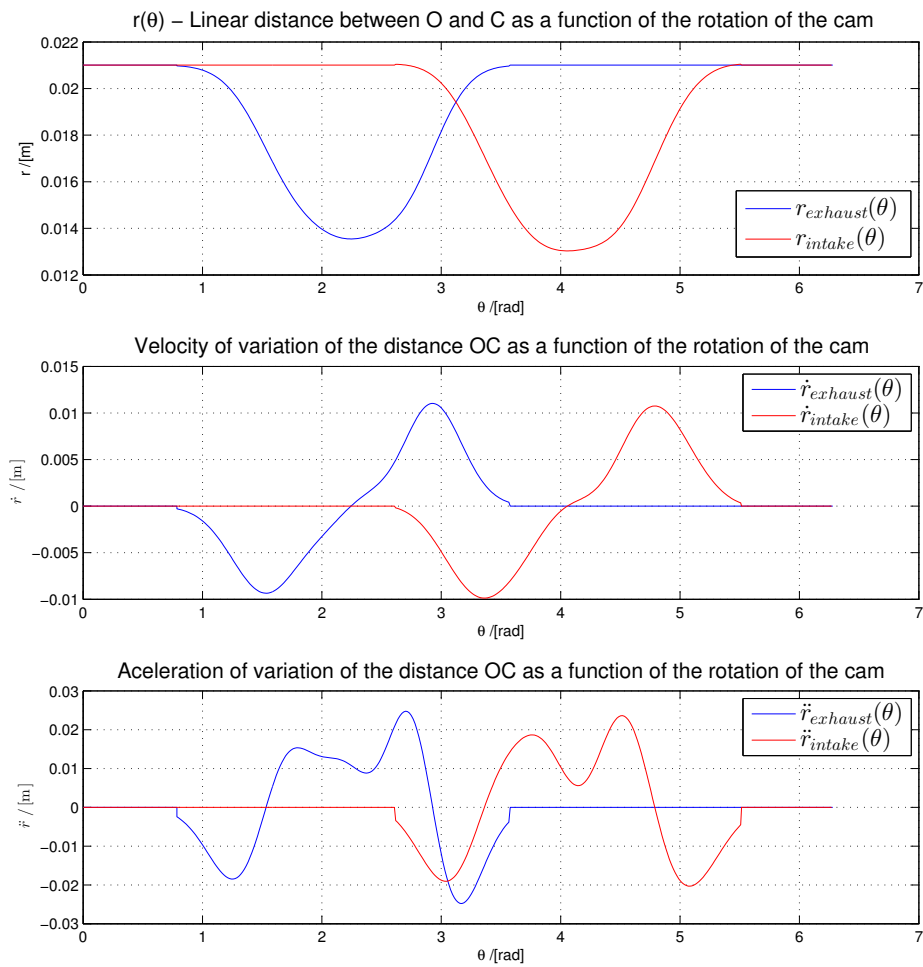 r(θ) − Linear distance between O and C as a function of the rotation of the cam
0.022
0.02
0.018
0.016
0.014
0.012
r /[m]
r_exhaust(θ)
r_intake(θ)
0 1 2 3 4 5 6 7
θ /[rad]
Velocity of variation of the distance OC as a function of the rotation of the cam
0.015
0.01
0.005
0
−0.005
−0.01
ṙ /[m]
ṙ_exhaust(θ)
ṙ_intake(θ)
0 1 2 3 4 5 6 7
θ /[rad]
Aceleration of variation of the distance OC as a function of the rotation of the cam
0.03
0.02
0.01
0
−0.01
−0.02
−0.03
r̈ /[m]
r̈_exhaust(θ)
r̈_intake(θ)
0 1 2 3 4 5 6 7
θ /[rad]